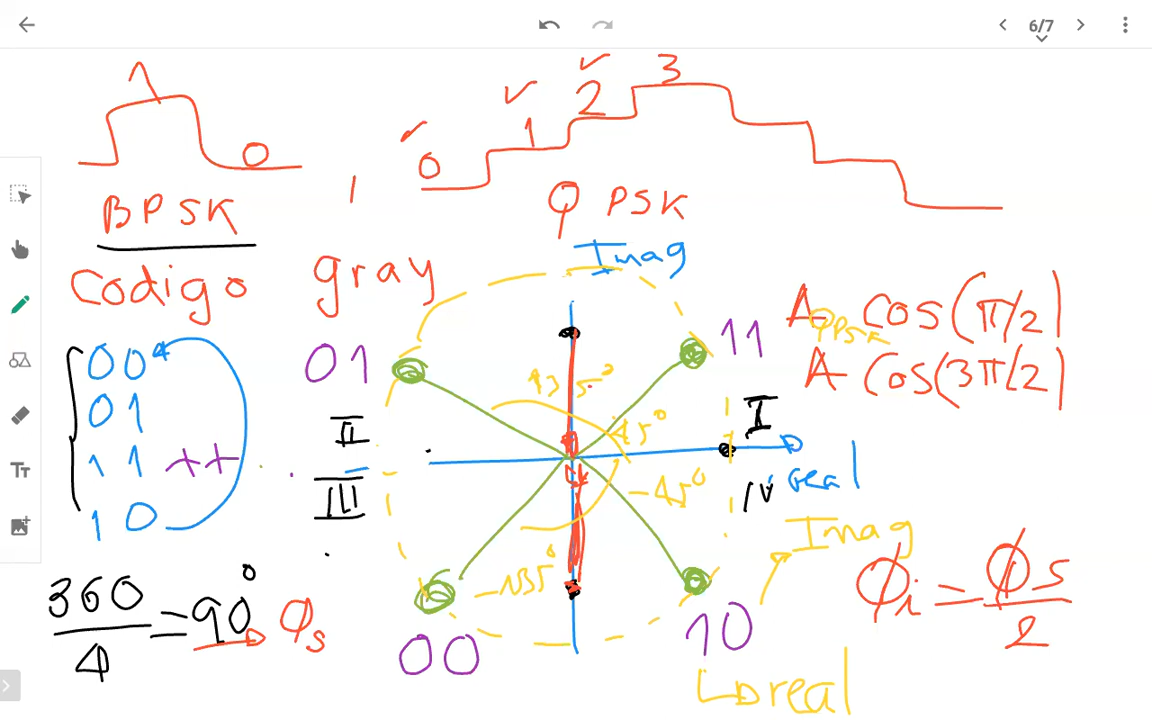 6/7
1 0
0 1 2 3
BPSK , QPSK
Imag
Codigo gray
00
01
11 ++
10
01
11
135°
45°
-45°
-135°
00
10
I
II
III
IV
real
A cos(π/2)
QPSK
A cos(3π/2)
Imag
real
360/4 = 90° → ϕs
ϕi = ϕs/2
Tт